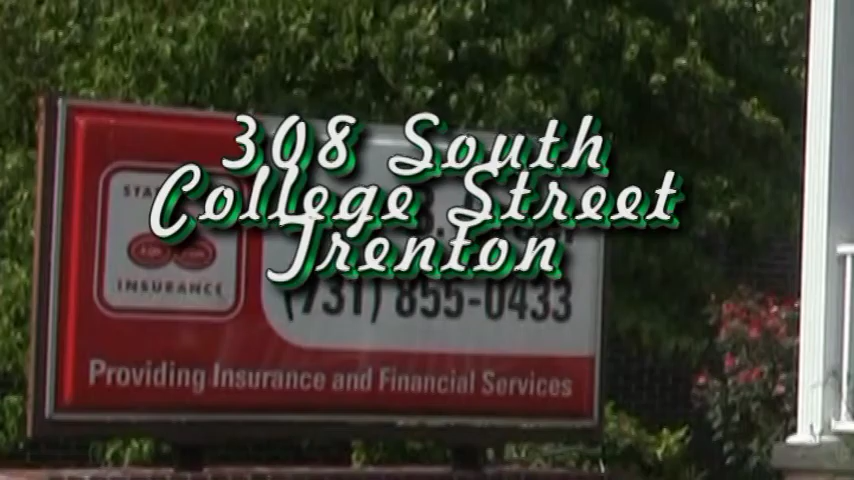 308 South
College Street
Trenton
INSURANCE
(731) 855-0433
Providing Insurance and Financial Services